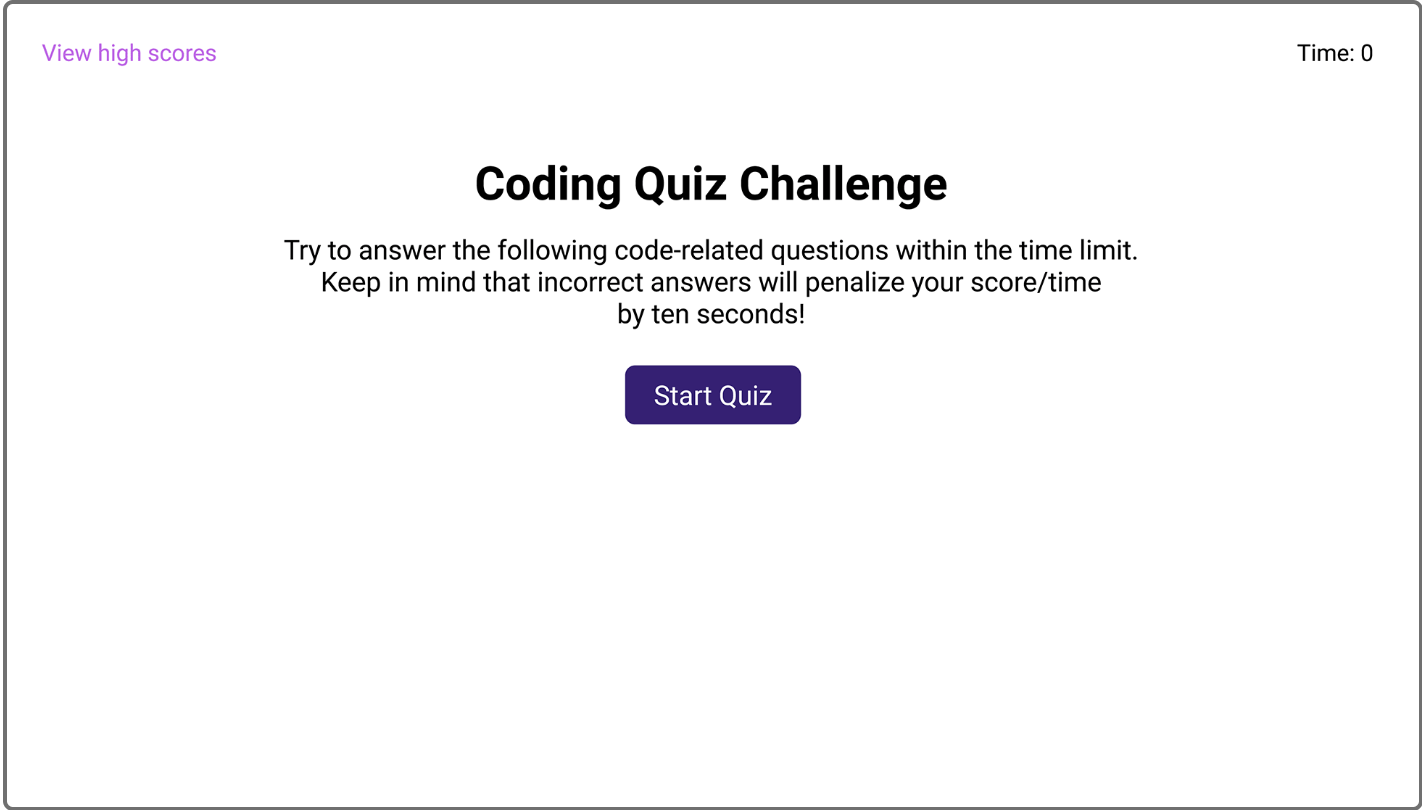 View high scores
Time: 0
Coding Quiz Challenge
Try to answer the following code-related questions within the time limit.
Keep in mind that incorrect answers will penalize your score/time
by ten seconds!
Start Quiz